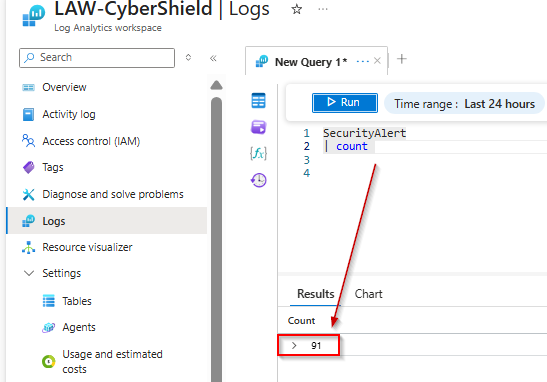 LAW-CyberShield | Logs
Log Analytics workspace
Search
Overview
Activity log
Access control (IAM)
Tags
Diagnose and solve problems
Logs
Resource visualizer
Settings
Tables
Agents
Usage and estimated
costs
New Query 1*
Run
Time range : Last 24 hours
{fx}
1 SecurityAlert
2 | count
3
4
Results Chart
Count
91